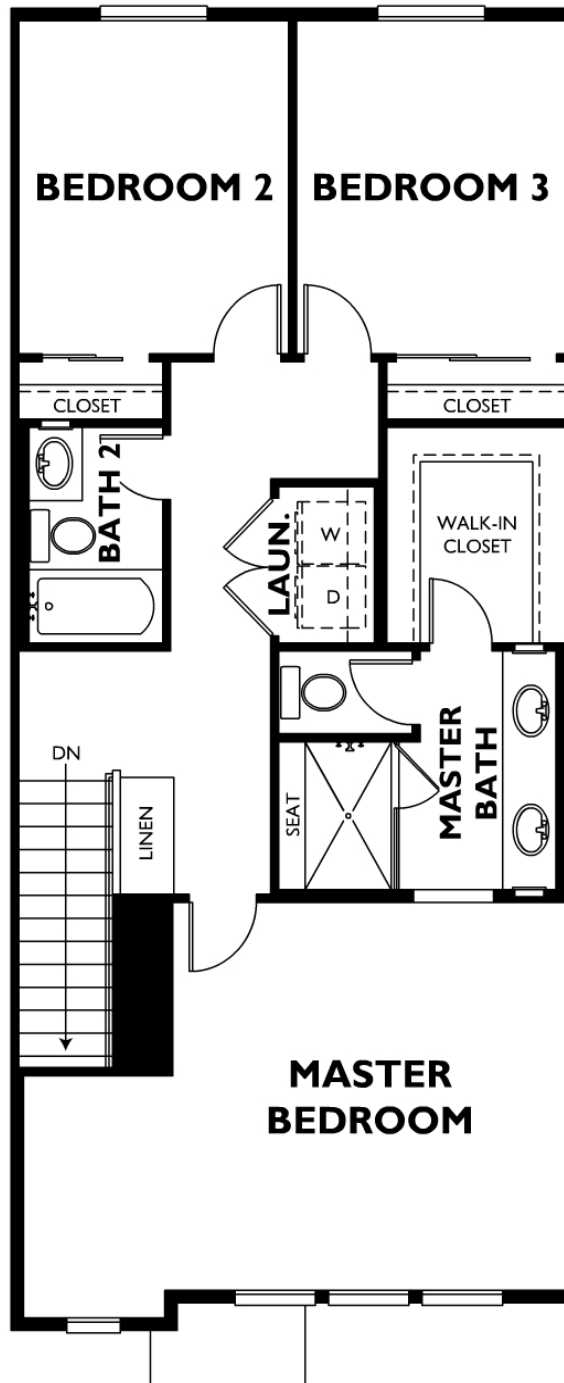 BEDROOM 2
BEDROOM 3
CLOSET
CLOSET
BATH 2
LAUN.
W
D
WALK-IN
CLOSET
MASTER
BATH
DN
LINEN
SEAT
MASTER
BEDROOM